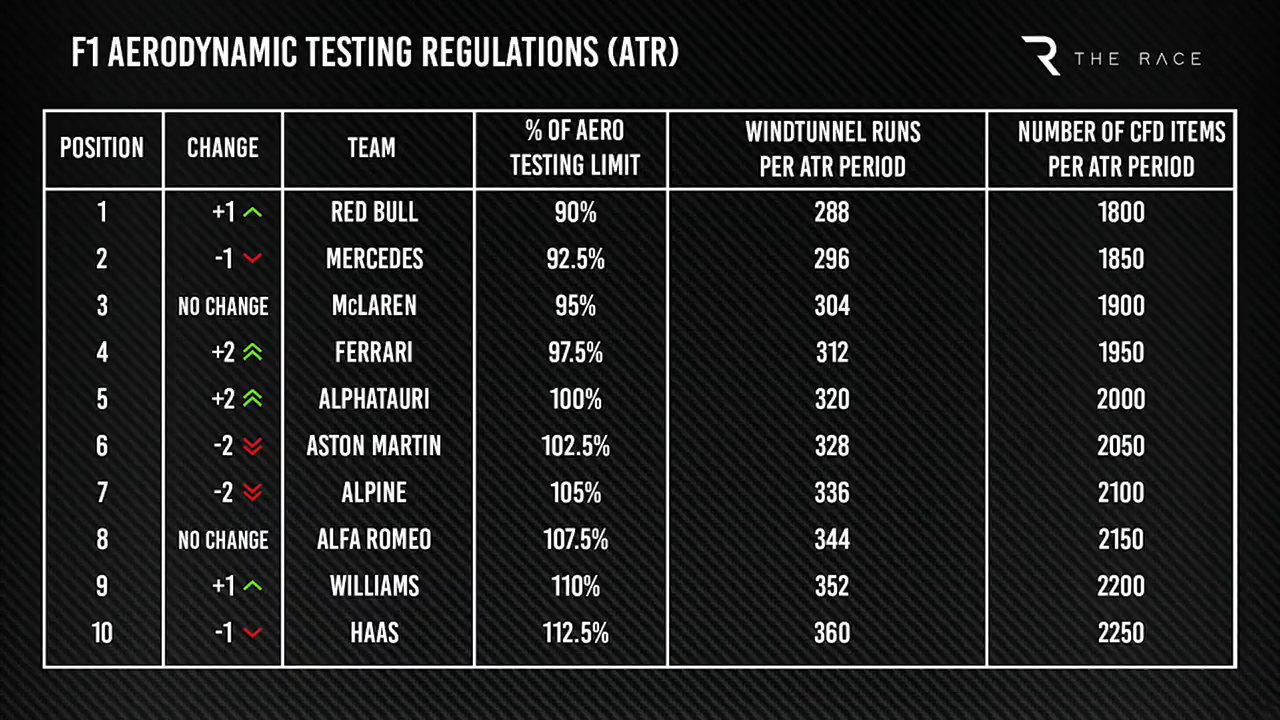 F1 AERODYNAMIC TESTING REGULATIONS (ATR)
THE RACE
POSITION CHANGE TEAM % OF AERO TESTING LIMIT WINDTUNNEL RUNS PER ATR PERIOD NUMBER OF CFD ITEMS PER ATR PERIOD
1 +1 RED BULL 90% 288 1800
2 -1 MERCEDES 92.5% 296 1850
3 NO CHANGE McLAREN 95% 304 1900
4 +2 FERRARI 97.5% 312 1950
5 +2 ALPHATAURI 100% 320 2000
6 -2 ASTON MARTIN 102.5% 328 2050
7 -2 ALPINE 105% 336 2100
8 NO CHANGE ALFA ROMEO 107.5% 344 2150
9 +1 WILLIAMS 110% 352 2200
10 -1 HAAS 112.5% 360 2250